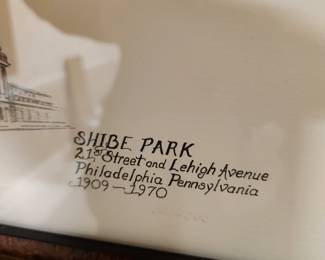 SHIBE PARK
21st Street and Lehigh Avenue
Philadelphia Pennsylvania
1909-1970